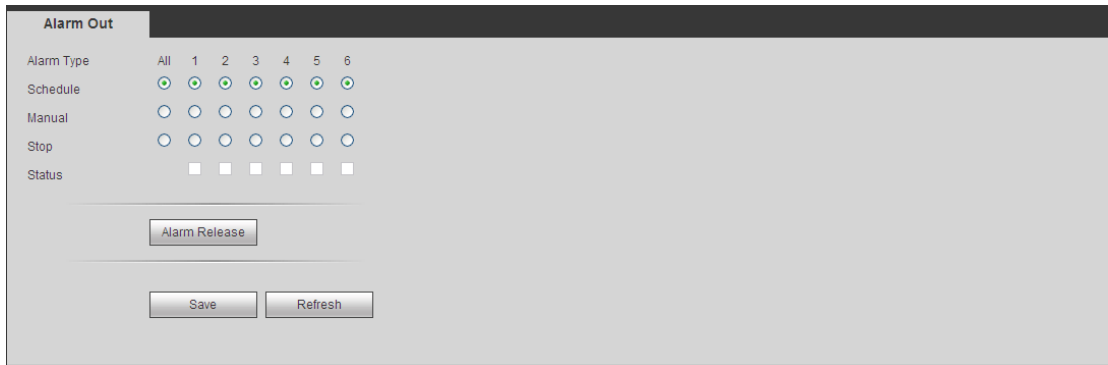 Alarm Out
Alarm Type All 1 2 3 4 5 6
Schedule
Manual
Stop
Status
Alarm Release
Save Refresh